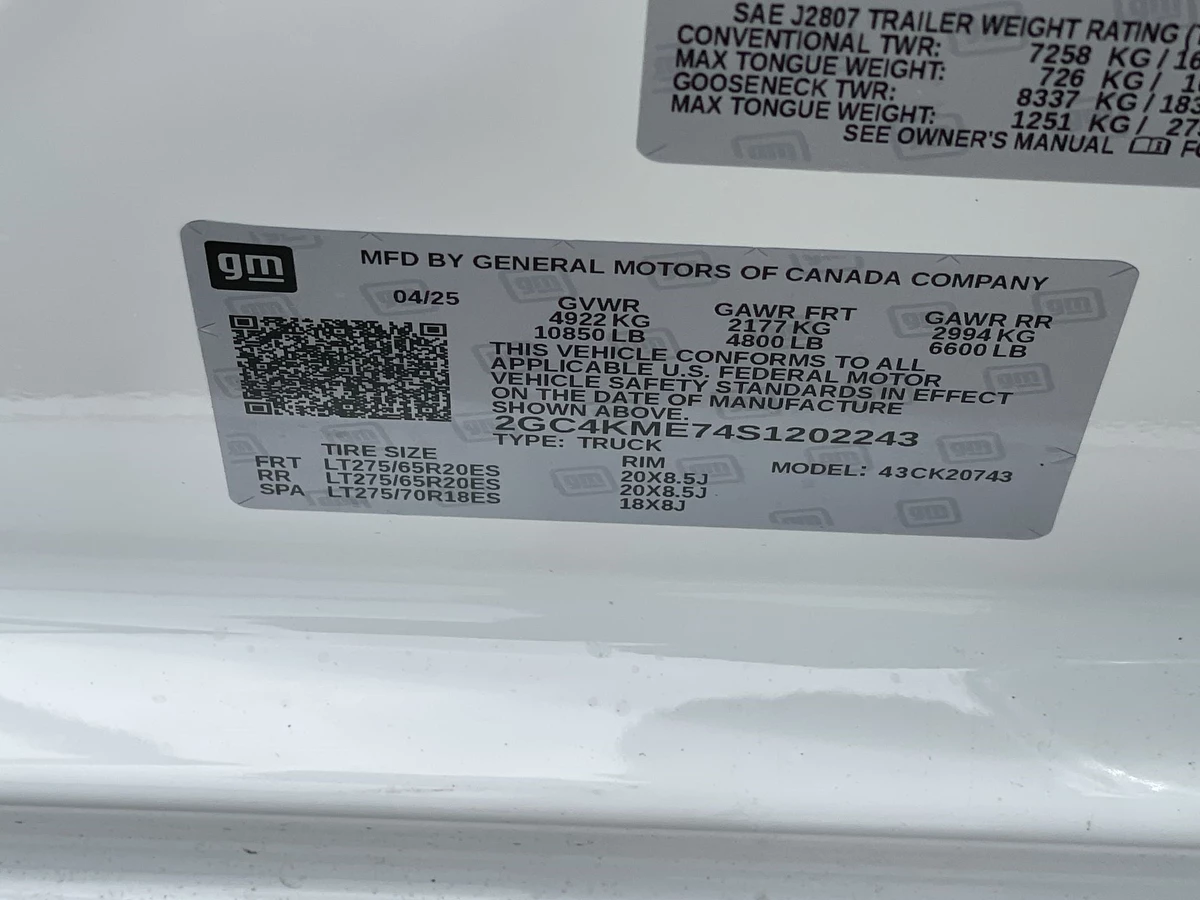 SAE J2807 TRAILER WEIGHT RATING
CONVENTIONAL TWR: 7258 KG / 16
MAX TONGUE WEIGHT: 726 KG /
GOOSENECK TWR: 8337 KG / 183
MAX TONGUE WEIGHT: 1251 KG / 27
SEE OWNER'S MANUAL
gm
MFD BY GENERAL MOTORS OF CANADA COMPANY
04/25 GVWR GAWR FRT GAWR RR
4922 KG 2177 KG 2994 KG
10850 LB 4800 LB 6600 LB
THIS VEHICLE CONFORMS TO ALL
APPLICABLE U.S. FEDERAL MOTOR
VEHICLE SAFETY STANDARDS IN EFFECT
ON THE DATE OF MANUFACTURE
SHOWN ABOVE.
2GC4KME74S1202243
TYPE: TRUCK
TIRE SIZE RIM MODEL: 43CK20743
FRT LT275/65R20ES 20X8.5J
RR LT275/65R20ES 20X8.5J
SPA LT275/70R18ES 18X8J